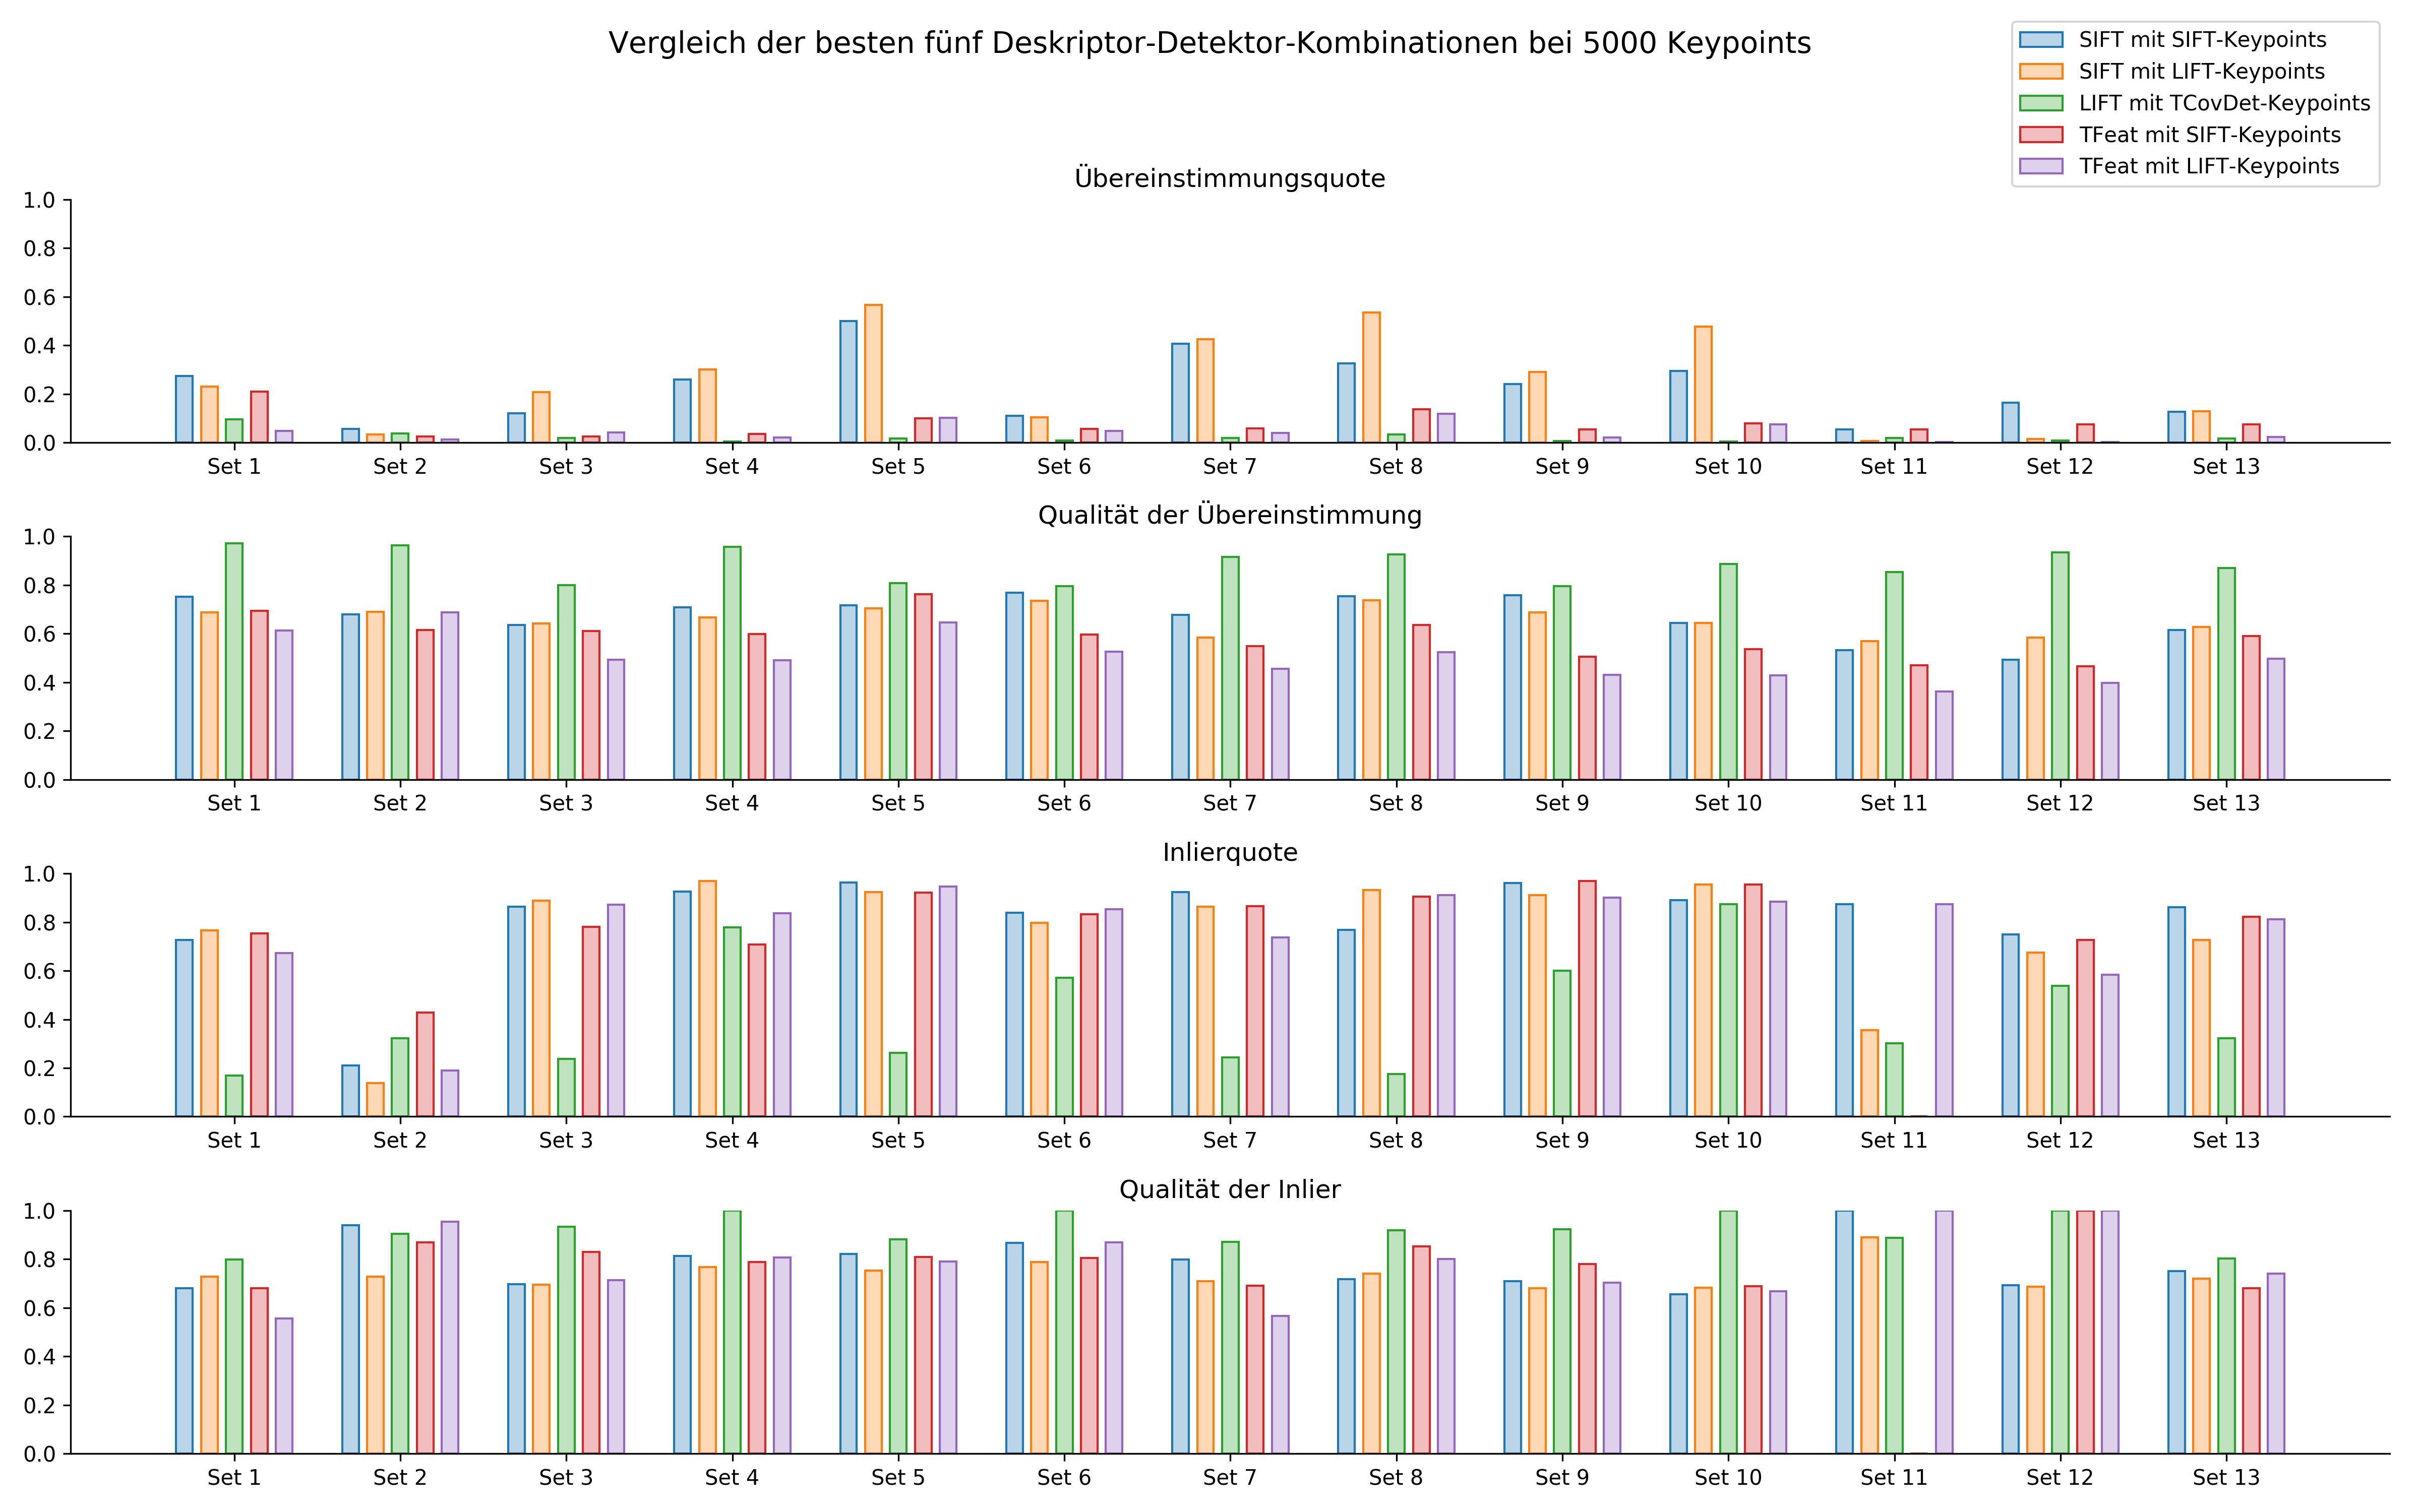 Vergleich der besten fünf Deskriptor-Detektor-Kombinationen bei 5000 Keypoints
SIFT mit SIFT-Keypoints
SIFT mit LIFT-Keypoints
LIFT mit TCovDet-Keypoints
TFeat mit SIFT-Keypoints
TFeat mit LIFT-Keypoints
Übereinstimmungsquote
1.0
0.8
0.6
0.4
0.2
0.0
Set 1 Set 2 Set 3 Set 4 Set 5 Set 6 Set 7 Set 8 Set 9 Set 10 Set 11 Set 12 Set 13
Qualität der Übereinstimmung
1.0
0.8
0.6
0.4
0.2
0.0
Set 1 Set 2 Set 3 Set 4 Set 5 Set 6 Set 7 Set 8 Set 9 Set 10 Set 11 Set 12 Set 13
Inlierquote
1.0
0.8
0.6
0.4
0.2
0.0
Set 1 Set 2 Set 3 Set 4 Set 5 Set 6 Set 7 Set 8 Set 9 Set 10 Set 11 Set 12 Set 13
Qualität der Inlier
1.0
0.8
0.6
0.4
0.2
0.0
Set 1 Set 2 Set 3 Set 4 Set 5 Set 6 Set 7 Set 8 Set 9 Set 10 Set 11 Set 12 Set 13